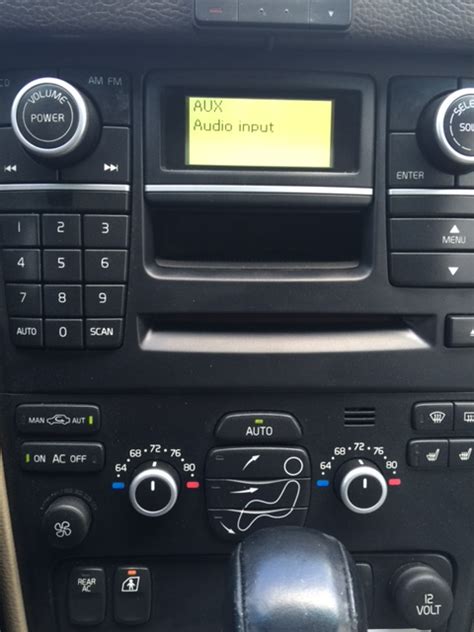 CD
AM FM
VOLUME
POWER
AUX
Audio input
SOU
ENTER
MENU
1 2 3
4 5 6
7 8 9
AUTO 0 SCAN
MAN AUT
ON AC OFF
AUTO
64 68 72 76 80
64 68 72 76 80
REAR
AC
12
VOLT